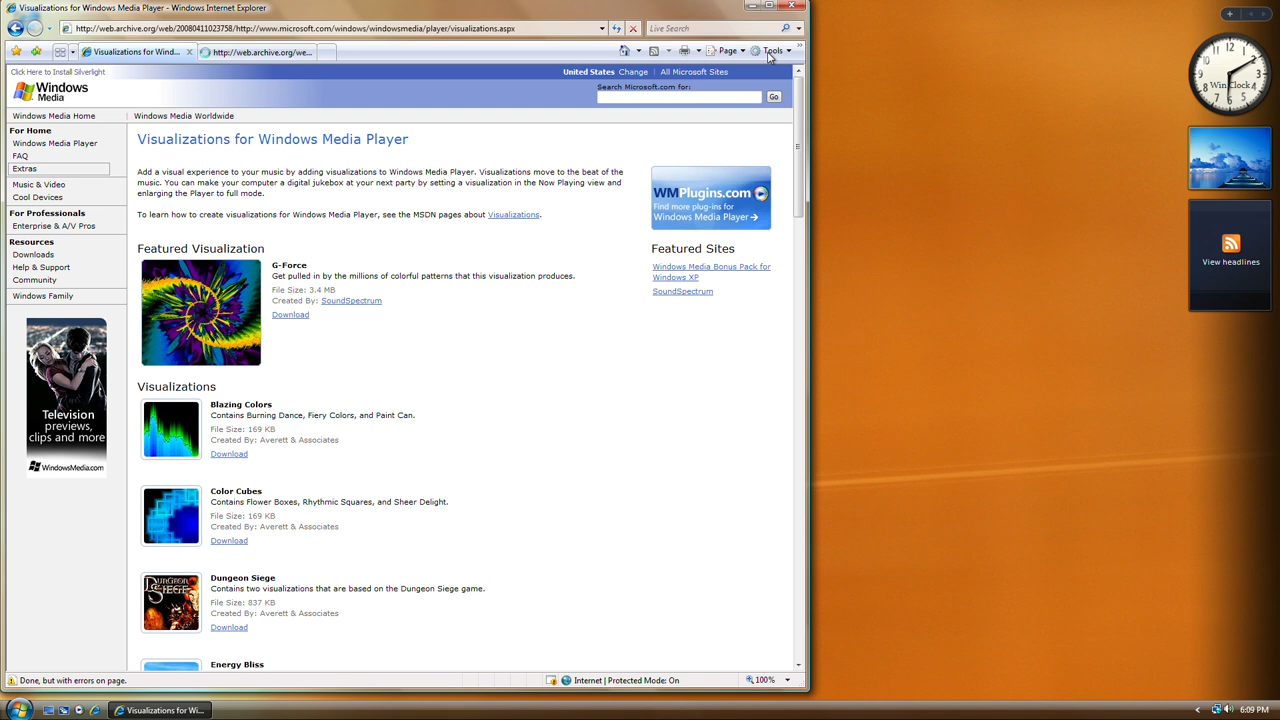 Visualizations for Windows Media Player - Windows Internet Explorer
http://web.archive.org/web/20080411023758/http://www.microsoft.com/windows/windowsmedia/player/visualizations.aspx
Live Search
Visualizations for Wind...
http://web.archive.org/we...
Page
Tools
Click Here to Install Silverlight
United States Change | All Microsoft Sites
Windows Media
Search Microsoft.com for:
Go
Windows Media Home | Windows Media Worldwide
For Home
Windows Media Player
FAQ
Extras
Music & Video
Cool Devices
For Professionals
Enterprise & A/V Pros
Resources
Downloads
Help & Support
Community
Windows Family
Television
previews,
clips and more
WindowsMedia.com
Visualizations for Windows Media Player
Add a visual experience to your music by adding visualizations to Windows Media Player. Visualizations move to the beat of the
music. You can make your computer a digital jukebox at your next party by setting a visualization in the Now Playing view and
enlarging the Player to full mode.
To learn how to create visualizations for Windows Media Player, see the MSDN pages about Visualizations.
WMPlugins.com
Find more plug-ins for
Windows Media Player
Featured Visualization
G-Force
Get pulled in by the millions of colorful patterns that this visualization produces.
File Size: 3.4 MB
Created By: SoundSpectrum
Download
Featured Sites
Windows Media Bonus Pack for
Windows XP
SoundSpectrum
Visualizations
Blazing Colors
Contains Burning Dance, Fiery Colors, and Paint Can.
File Size: 169 KB
Created By: Averett & Associates
Download
Color Cubes
Contains Flower Boxes, Rhythmic Squares, and Sheer Delight.
File Size: 169 KB
Created By: Averett & Associates
Download
DUNGEON SIEGE
Dungeon Siege
Contains two visualizations that are based on the Dungeon Siege game.
File Size: 837 KB
Created By: Averett & Associates
Download
Energy Bliss
Done, but with errors on page.
Internet | Protected Mode: On
100%
Win Clock
View headlines
Visualizations for Wi...
6:09 PM